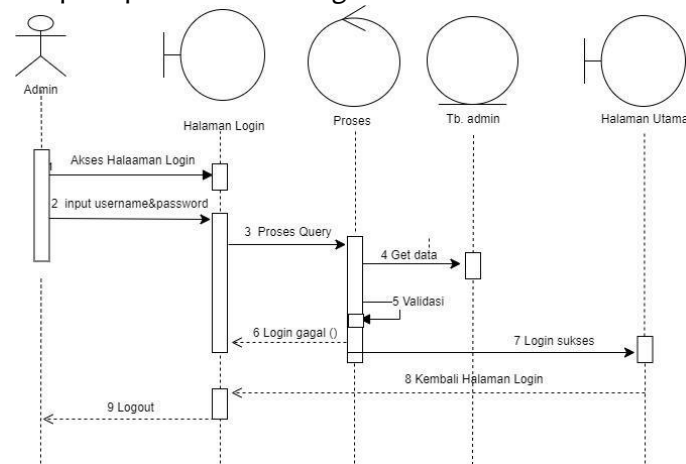 Admin
Halaman Login
Proses
Tb. admin
Halaman Utama
1 Akses Halaaman Login
2 input username&password
3 Proses Query
4 Get data
5 Validasi
6 Login gagal ()
7 Login sukses
8 Kembali Halaman Login
9 Logout